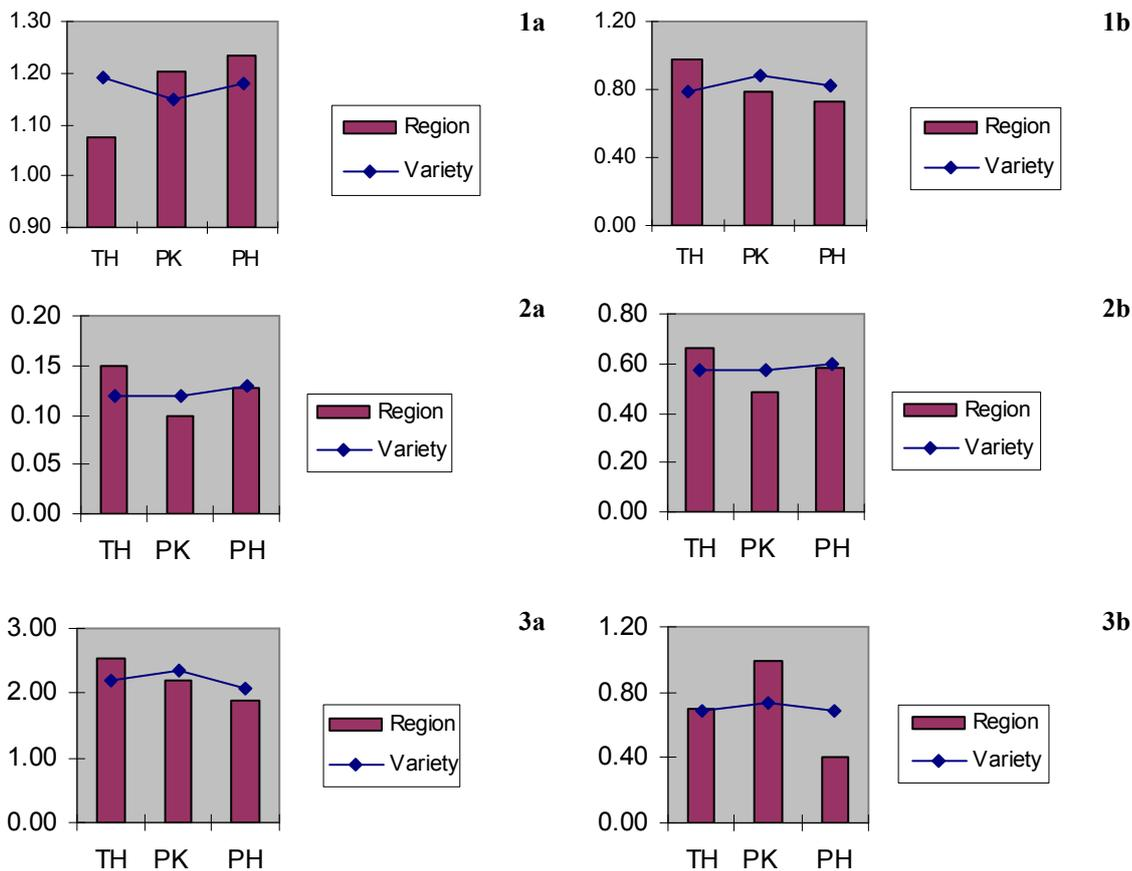 1.30
1.20
1.10
1.00
0.90
TH PK PH
Region
Variety
1a
1.20
0.80
0.40
0.00
TH PK PH
Region
Variety
1b
0.20
0.15
0.10
0.05
0.00
TH PK PH
Region
Variety
2a
0.80
0.60
0.40
0.20
0.00
TH PK PH
Region
Variety
2b
3.00
2.00
1.00
0.00
TH PK PH
Region
Variety
3a
1.20
0.80
0.40
0.00
TH PK PH
Region
Variety
3b